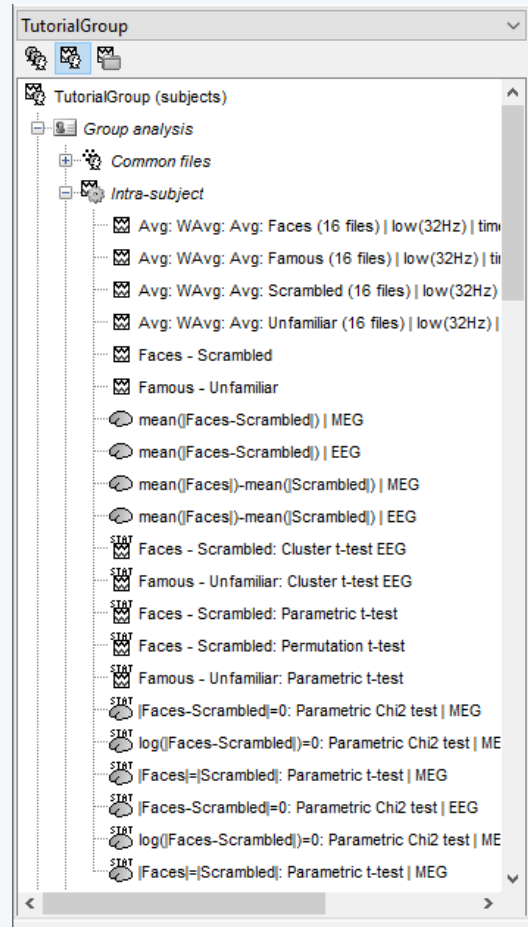 TutorialGroup
TutorialGroup (subjects)
Group analysis
Common files
Intra-subject
Avg: WAvg: Avg: Faces (16 files) | low(32Hz) |
Avg: WAvg: Avg: Famous (16 files) | low(32Hz) |
Avg: WAvg: Avg: Scrambled (16 files) | low(32Hz)
Avg: WAvg: Avg: Unfamiliar (16 files) | low(32Hz) |
Faces - Scrambled
Famous - Unfamiliar
mean(|Faces-Scrambled|) | MEG
mean(|Faces-Scrambled|) | EEG
mean(|Faces|)-mean(|Scrambled|) | MEG
mean(|Faces|)-mean(|Scrambled|) | EEG
STAT Faces - Scrambled: Cluster t-test EEG
STAT Famous - Unfamiliar: Cluster t-test EEG
STAT Faces - Scrambled: Parametric t-test
STAT Faces - Scrambled: Permutation t-test
STAT Famous - Unfamiliar: Parametric t-test
STAT |Faces-Scrambled|=0: Parametric Chi2 test | MEG
STAT log(|Faces-Scrambled|)=0: Parametric Chi2 test | ME
STAT |Faces|=|Scrambled|: Parametric t-test | MEG
STAT |Faces-Scrambled|=0: Parametric Chi2 test | EEG
STAT log(|Faces-Scrambled|)=0: Parametric Chi2 test | ME
STAT |Faces|=|Scrambled|: Parametric t-test | MEG